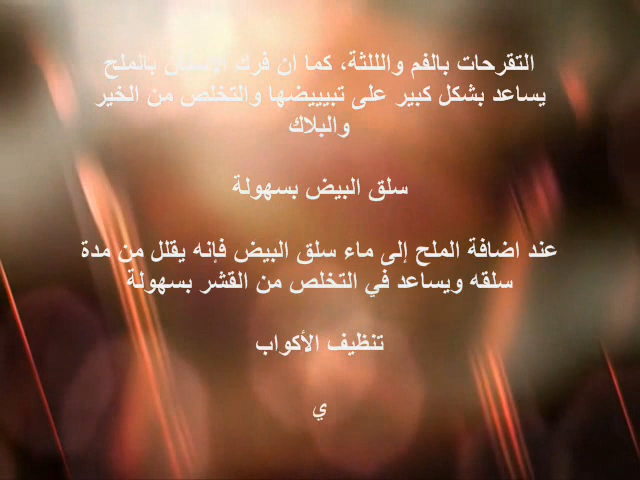 التقرحات بالفم والللثة، كما ان فرك الأسنان بالملح
يساعد بشكل كبير على تبيييضها والتخلص من الخير
والبلاك
سلق البيض بسهولة
عند اضافة الملح إلى ماء سلق البيض فإنه يقلل من مدة
سلقه ويساعد في التخلص من القشر بسهولة
تنظيف الأكواب
ي